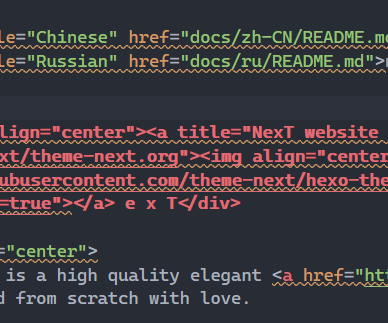 le="Chinese" href="docs/zh-CN/README.md
le="Russian" href="docs/ru/README.md">
align="center"><a title="NexT website
xt/theme-next.org"><img align="center
ubusercontent.com/theme-next/hexo-the
=true"></a> e x T</div>
="center">
is a high quality elegant <a href="htt
d from scratch with love.